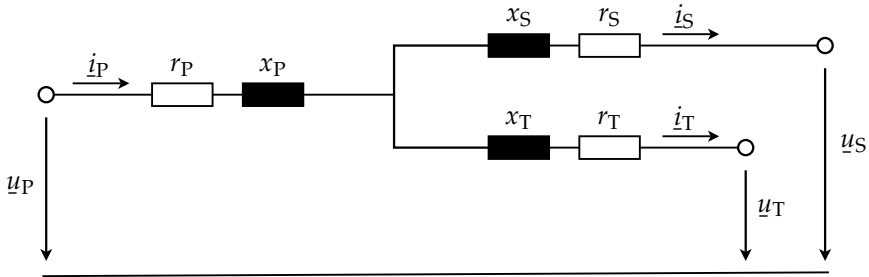 x_S r_S i_S
i_P r_P x_P
x_T r_T i_T
u_P u_T u_S